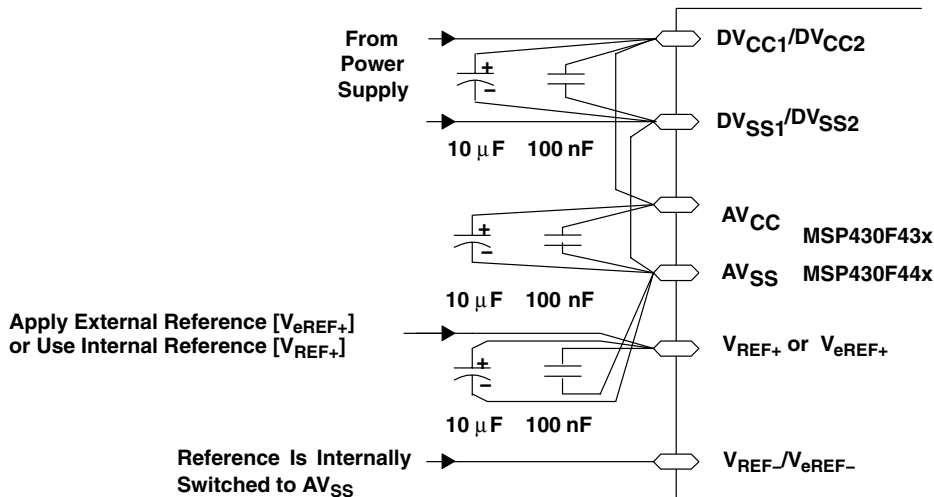 From
Power
Supply
DVCC1/DVCC2
+
−
DVSS1/DVSS2
10 μF 100 nF
AVCC
MSP430F43x
+
−
AVSS
MSP430F44x
10 μF 100 nF
Apply External Reference [VeREF+]
or Use Internal Reference [VREF+]
VREF+ or VeREF+
+
−
10 μF 100 nF
Reference Is Internally
Switched to AVSS
VREF−/VeREF−